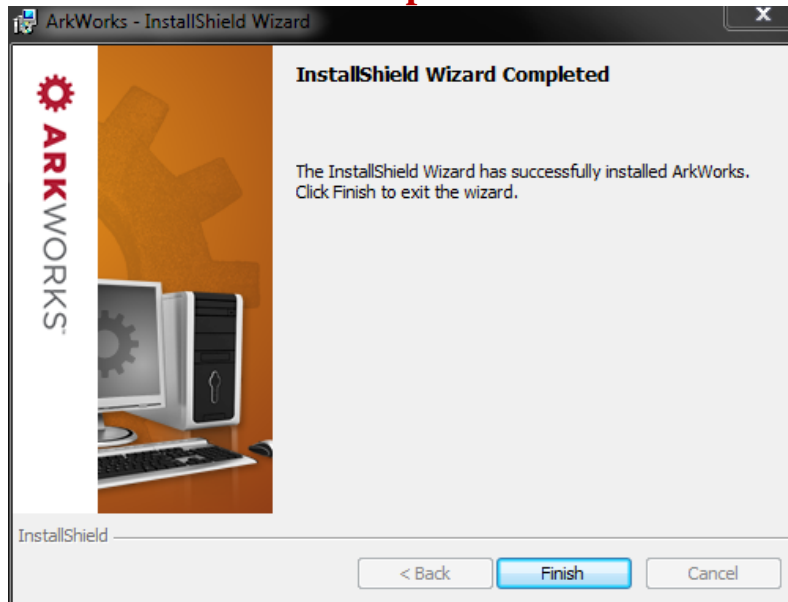 ArkWorks - InstallShield Wizard
X
InstallShield Wizard Completed
ARKWORKS
The InstallShield Wizard has successfully installed ArkWorks.
Click Finish to exit the wizard.
InstallShield
< Back
Finish
Cancel